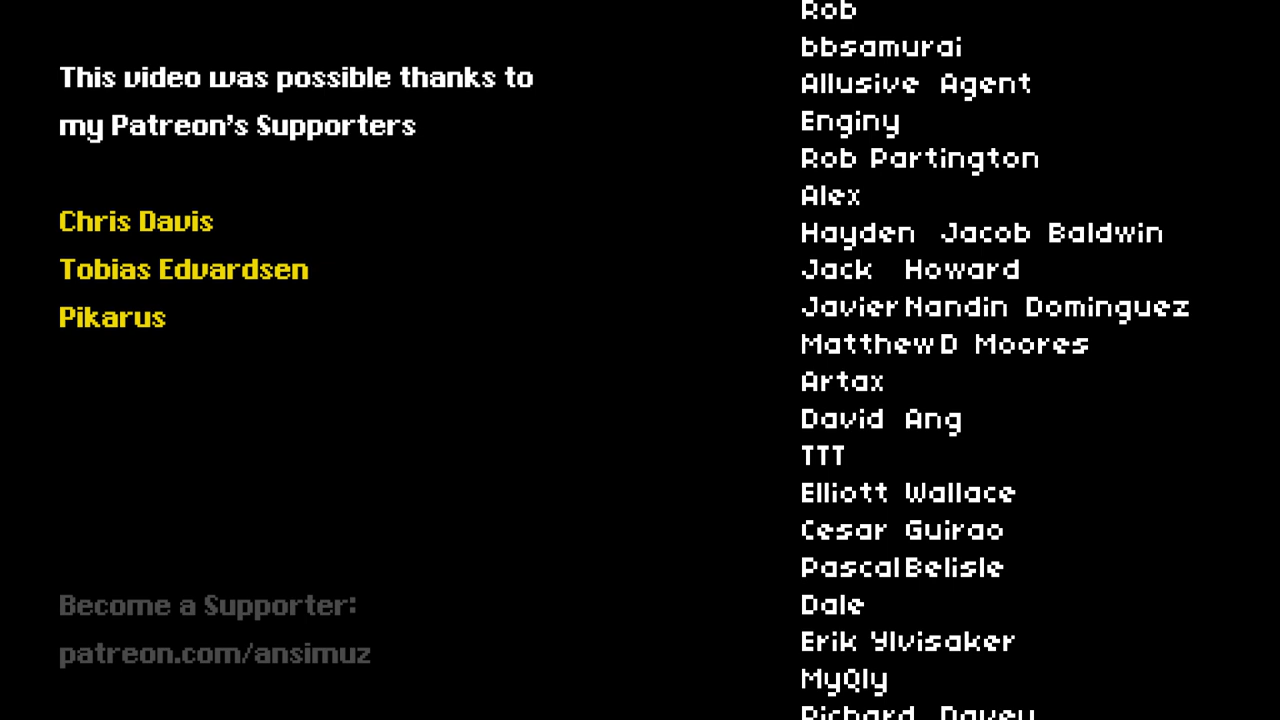 This video was possible thanks to
my Patreon's Supporters
Chris Davis
Tobias Edvardsen
Pikarus
Become a Supporter:
patreon.com/ansimuz
Rob
bbsamurai
Allusive Agent
Enginy
Rob Partington
Alex
Hayden Jacob Baldwin
Jack Howard
Javier Nandin Dominguez
Matthew D Moores
Artax
David Ang
TTT
Elliott Wallace
Cesar Guirao
Pascal Belisle
Dale
Erik Ylvisaker
MyQly
Richard Davey